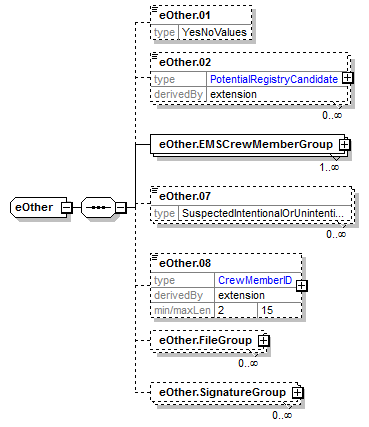 eOther.01
type YesNoValues
eOther.02
type PotentialRegistryCandidate
derivedBy extension
0..∞
eOther.EMSCrewMemberGroup
1..∞
eOther
eOther.07
type SuspectedIntentionalOrUnintenti...
0..∞
eOther.08
type CrewMemberID
derivedBy extension
min/maxLen 2 15
eOther.FileGroup
0..∞
eOther.SignatureGroup
0..∞